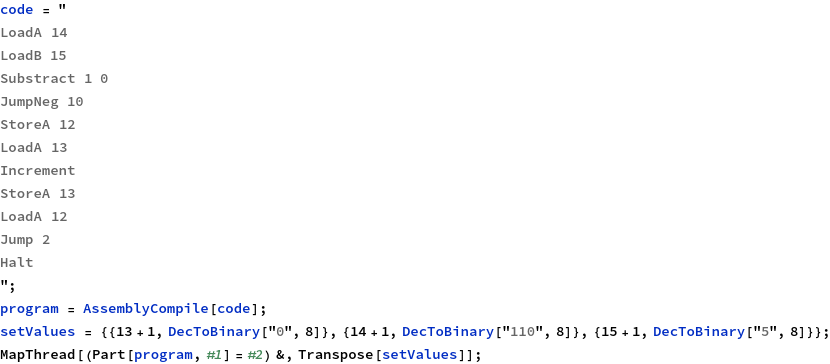 code = "
LoadA 14
LoadB 15
Substract 1 0
JumpNeg 10
StoreA 12
LoadA 13
Increment
StoreA 13
LoadA 12
Jump 2
Halt
";
program = AssemblyCompile[code];
setValues = {{13 + 1, DecToBinary["0", 8]}, {14 + 1, DecToBinary["110", 8]}, {15 + 1, DecToBinary["5", 8]}};
MapThread[(Part[program, #1] = #2) &, Transpose[setValues]];